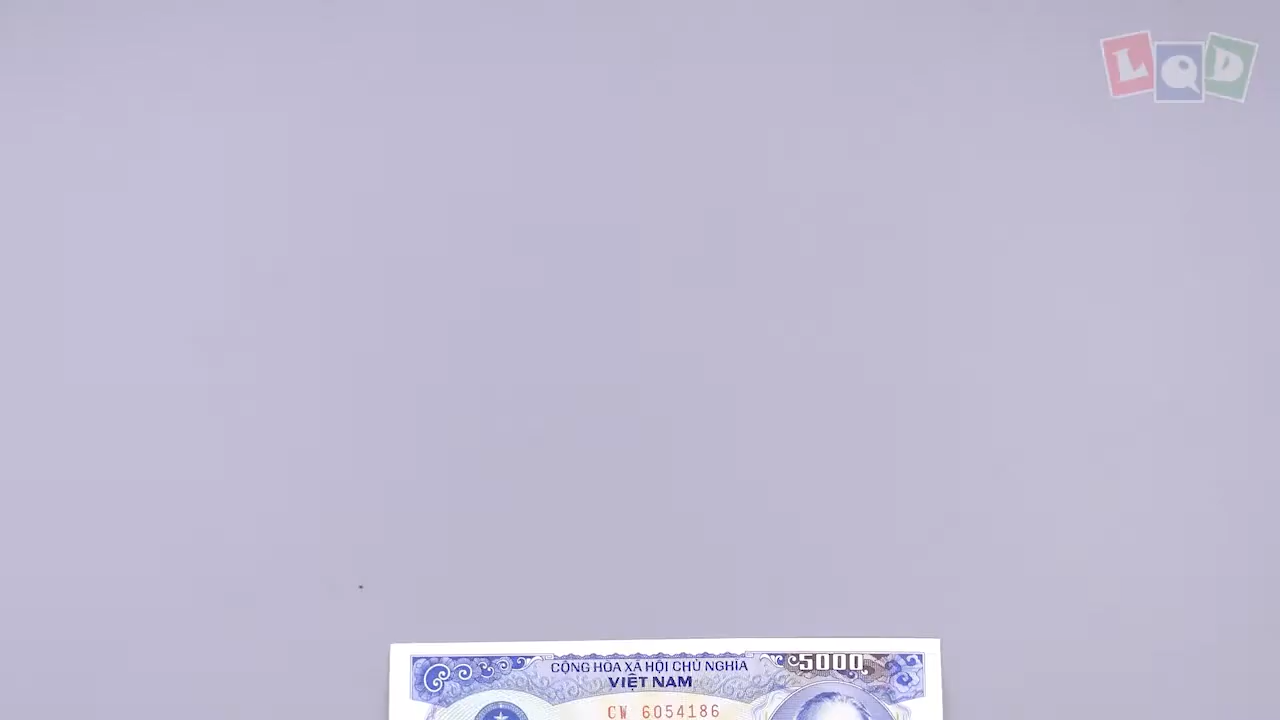 LQD
CỘNG HÒA XÃ HỘI CHỦ NGHĨA
5000
VIỆT NAM
CW 6054186